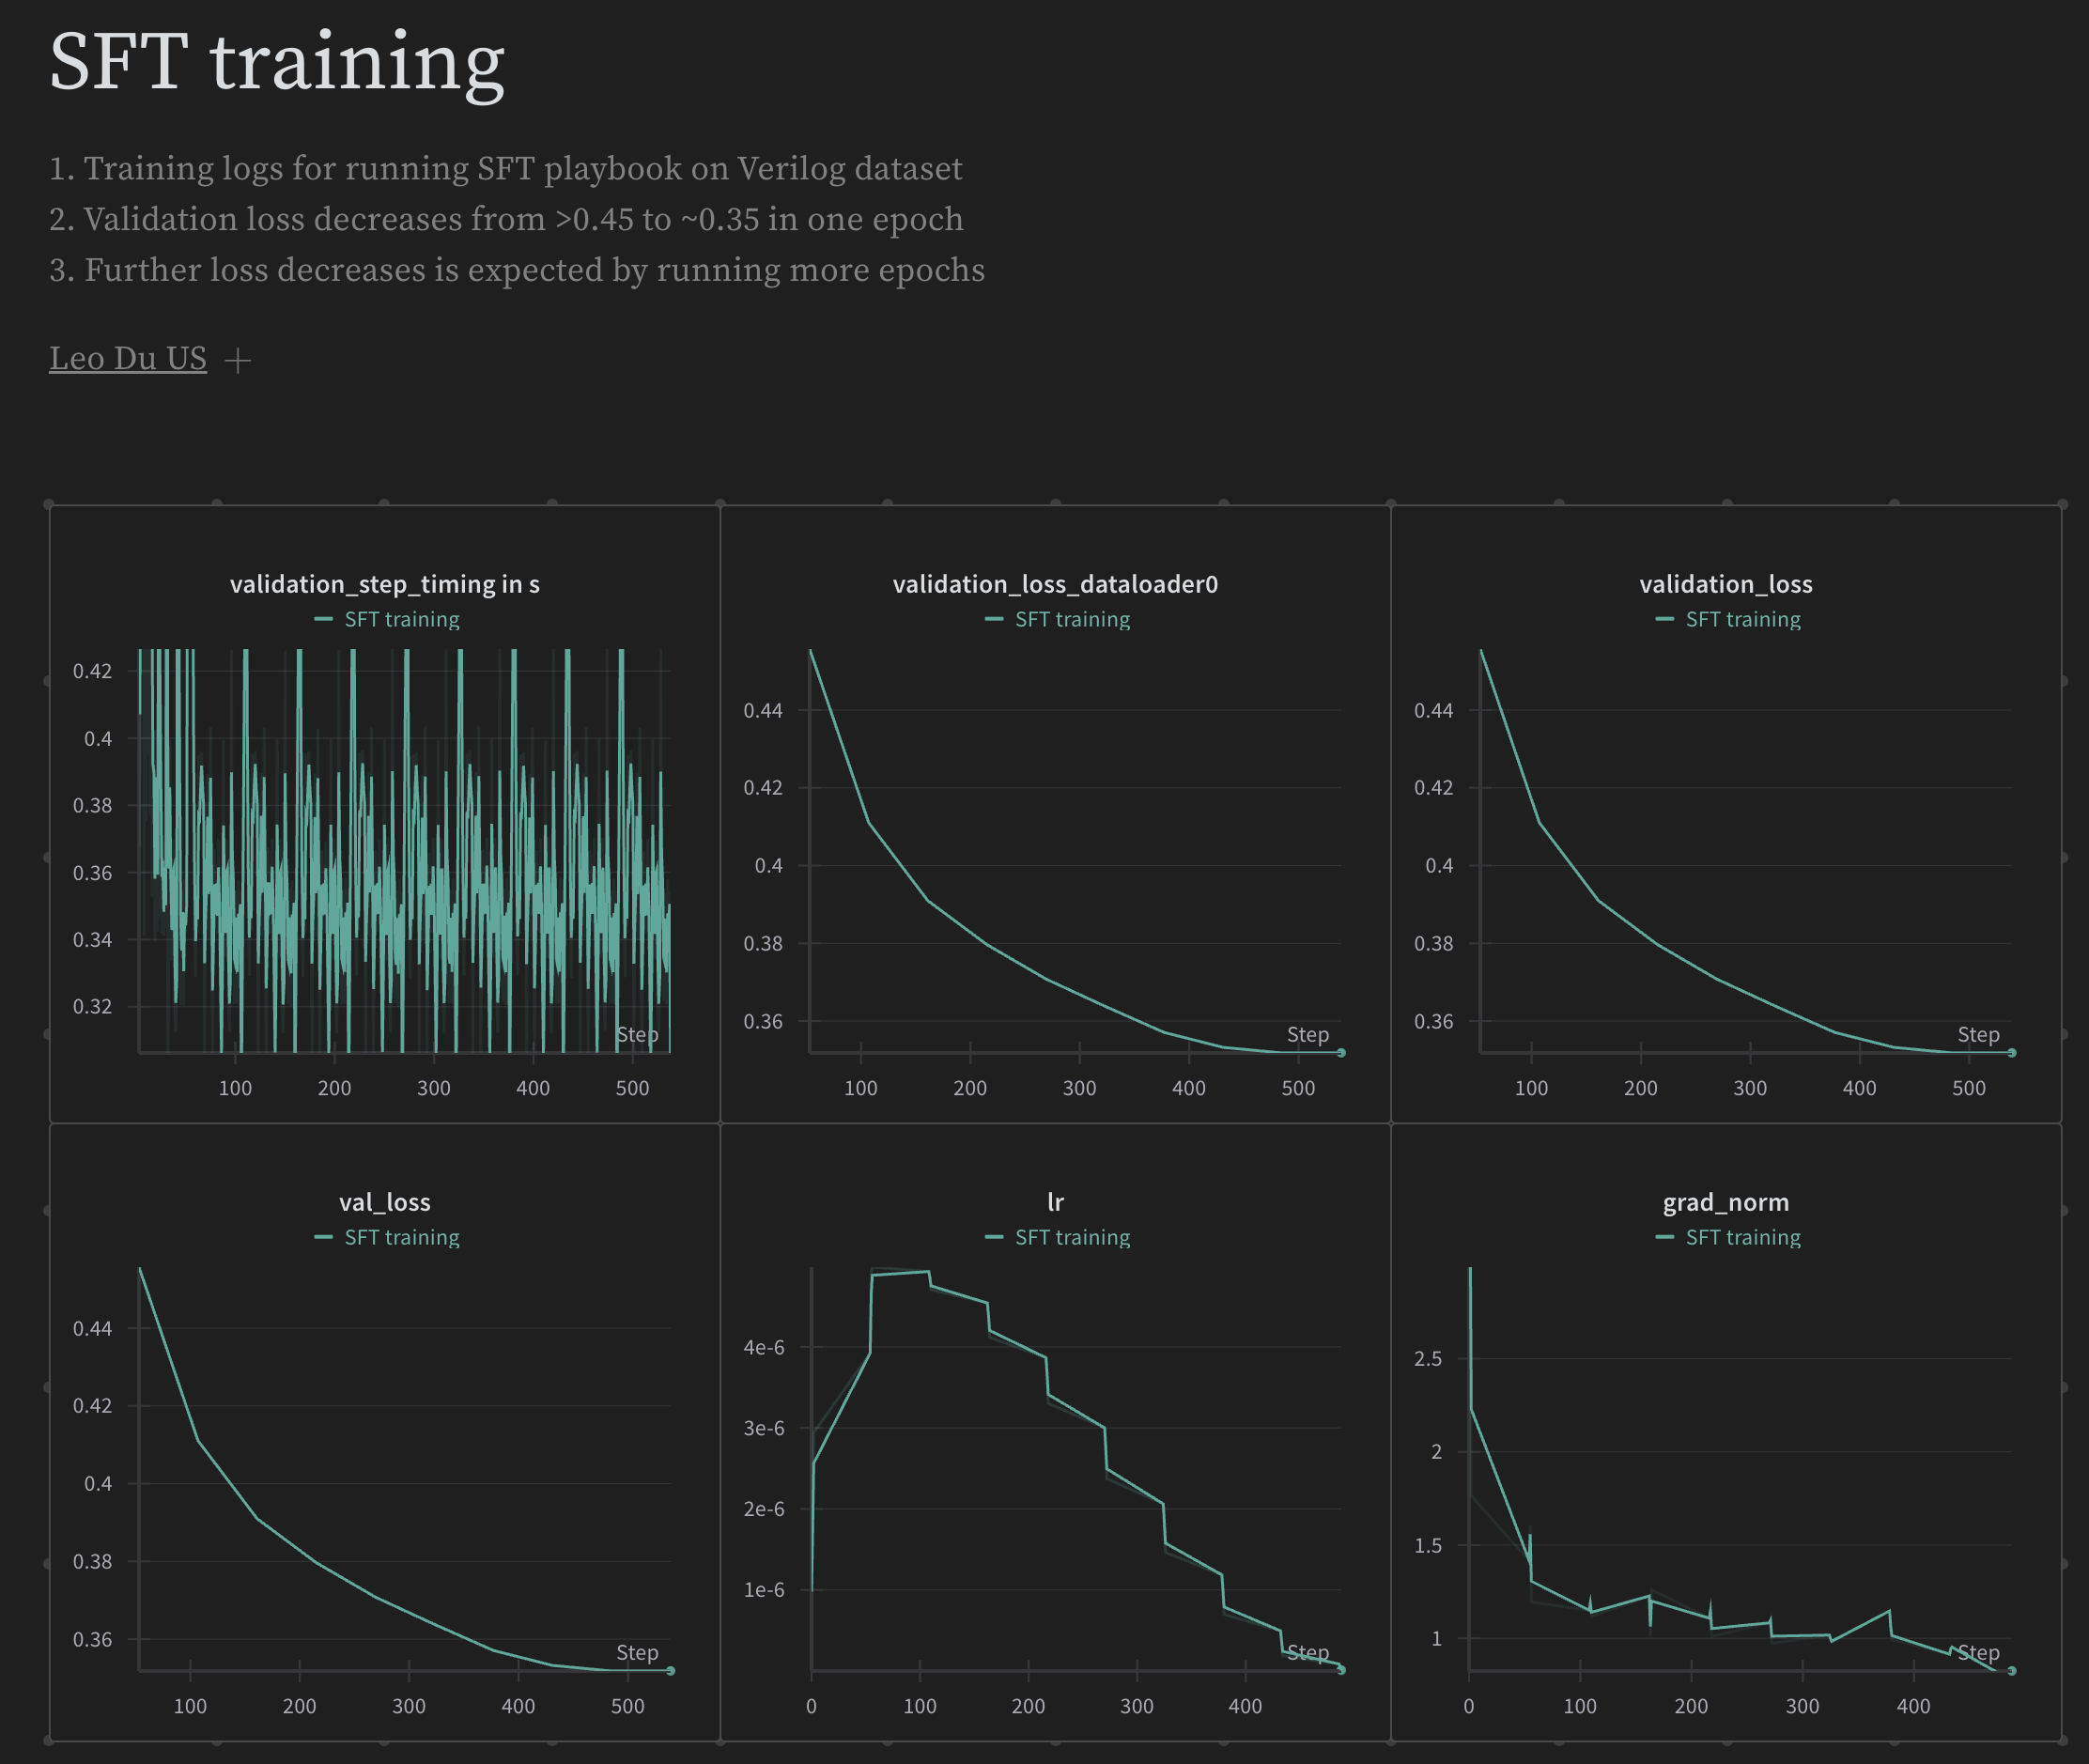 SFT training
1. Training logs for running SFT playbook on Verilog dataset
2. Validation loss decreases from >0.45 to ~0.35 in one epoch
3. Further loss decreases is expected by running more epochs
Leo Du US
validation_step_timing in s
SFT training
0.42
0.4
0.38
0.36
0.34
0.32
Step
100 200 300 400 500
validation_loss_dataloader0
SFT training
0.44
0.42
0.4
0.38
0.36
Step
100 200 300 400 500
validation_loss
SFT training
0.44
0.42
0.4
0.38
0.36
Step
100 200 300 400 500
val_loss
SFT training
0.44
0.42
0.4
0.38
0.36
Step
100 200 300 400 500
lr
SFT training
4e-6
3e-6
2e-6
1e-6
Step
0 100 200 300 400
grad_norm
SFT training
2.5
2
1.5
1
Step
0 100 200 300 400